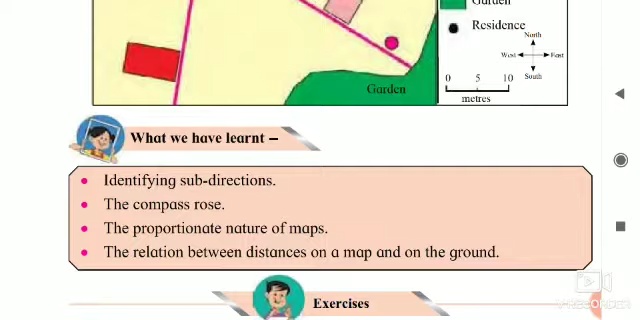 Garden
Residence
North
West
East
South
0 5 10
metres
Garden
What we have learnt –
Identifying sub-directions.
The compass rose.
The proportionate nature of maps.
The relation between distances on a map and on the ground.
Exercises